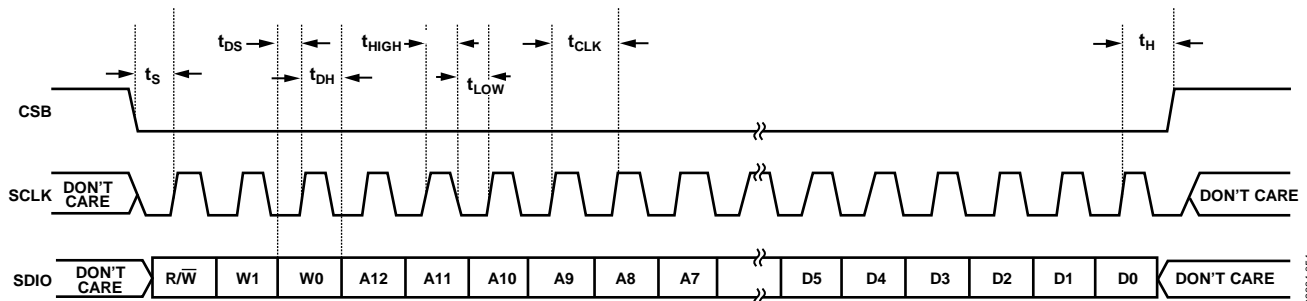 tDS
tHIGH
tCLK
tH
tS
tDH
tLOW
CSB
SCLK
DON'T
CARE
DON'T CARE
SDIO
DON'T
CARE
R/W̅
W1
W0
A12
A11
A10
A9
A8
A7
D5
D4
D3
D2
D1
D0
DON'T CARE